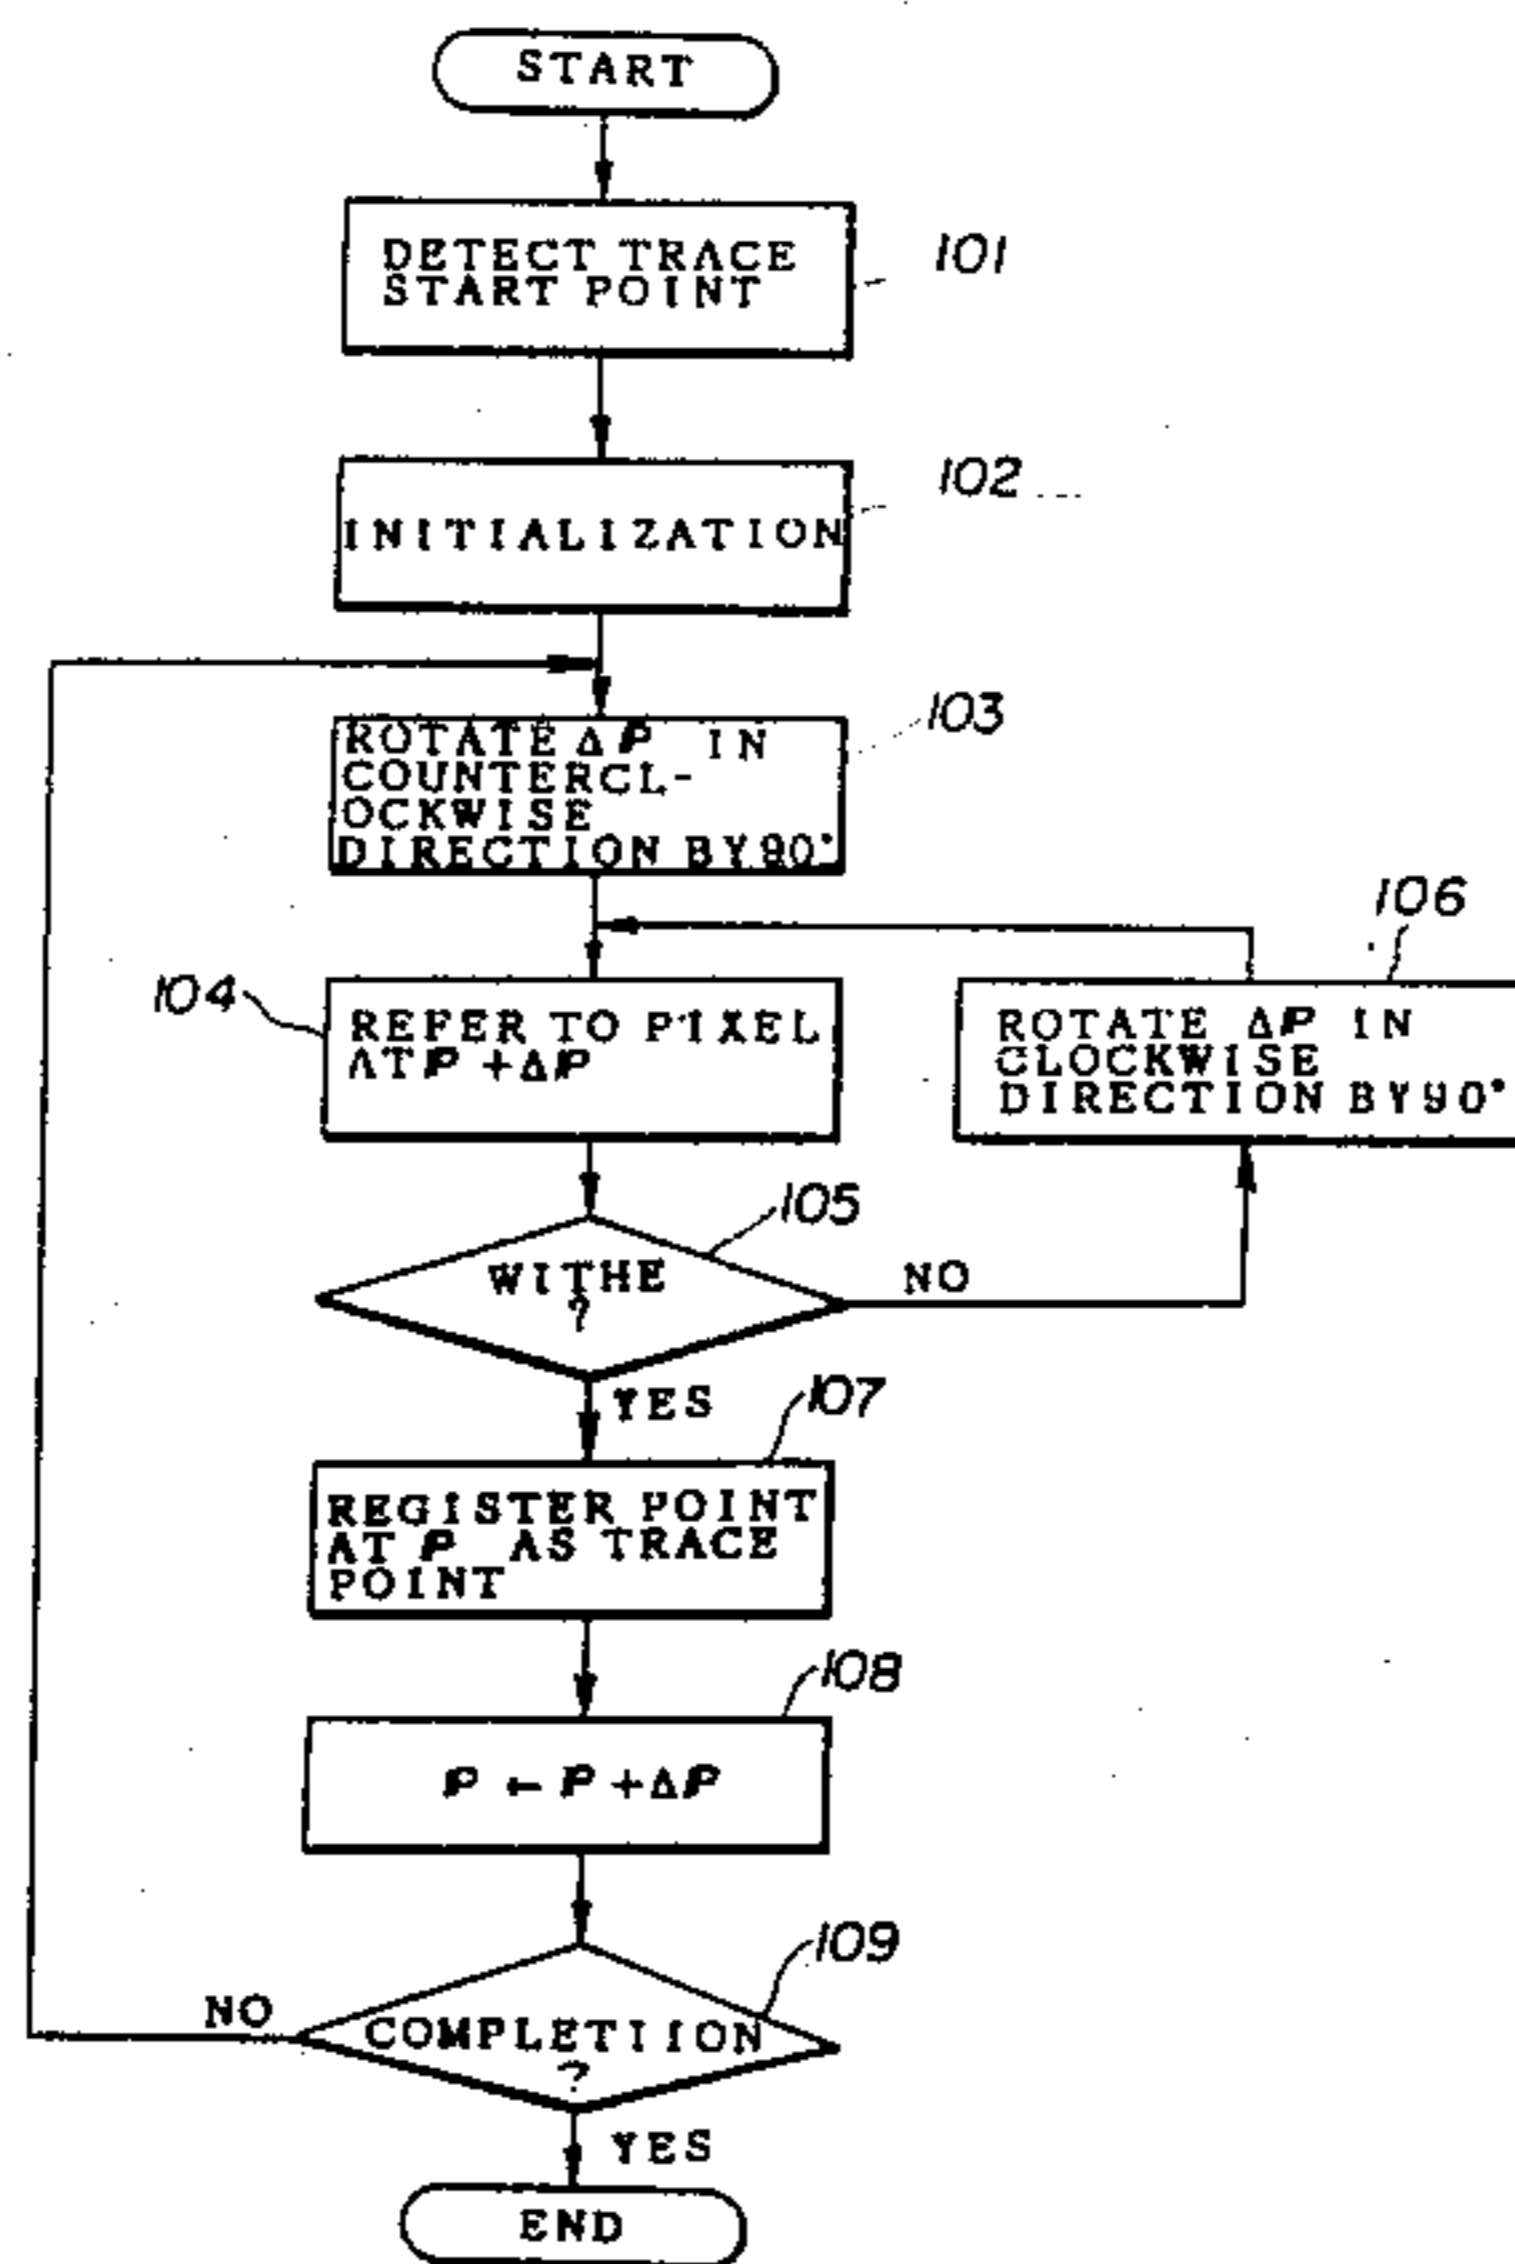 START
DETECT TRACE
START POINT
101
INITIALIZATION
102
ROTATE ΔP IN
COUNTERCL-
OCKWISE
DIRECTION BY 90°
103
104
REFER TO PIXEL
AT P + ΔP
106
ROTATE ΔP IN
CLOCKWISE
DIRECTION BY 90°
105
WITHE
?
NO
YES
107
REGISTER POINT
AT P AS TRACE
POINT
108
P ← P + ΔP
109
COMPLETIION
?
NO
YES
END